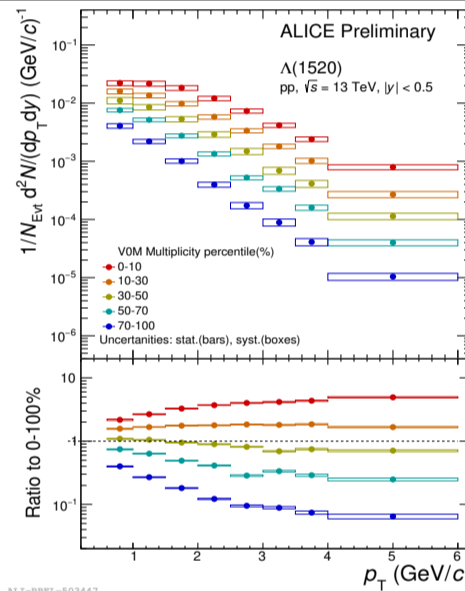 ALICE Preliminary
Λ(1520)
pp, √s = 13 TeV, |y| < 0.5
1/N_Evt d²N/(dp_Tdy) (GeV/c)⁻¹
10⁻¹
10⁻²
10⁻³
10⁻⁴
10⁻⁵
10⁻⁶
V0M Multiplicity percentile(%)
0-10
10-30
30-50
50-70
70-100
Uncertanities: stat.(bars), syst.(boxes)
Ratio to 0-100%
10
1
10⁻¹
1 2 3 4 5 6
p_T (GeV/c